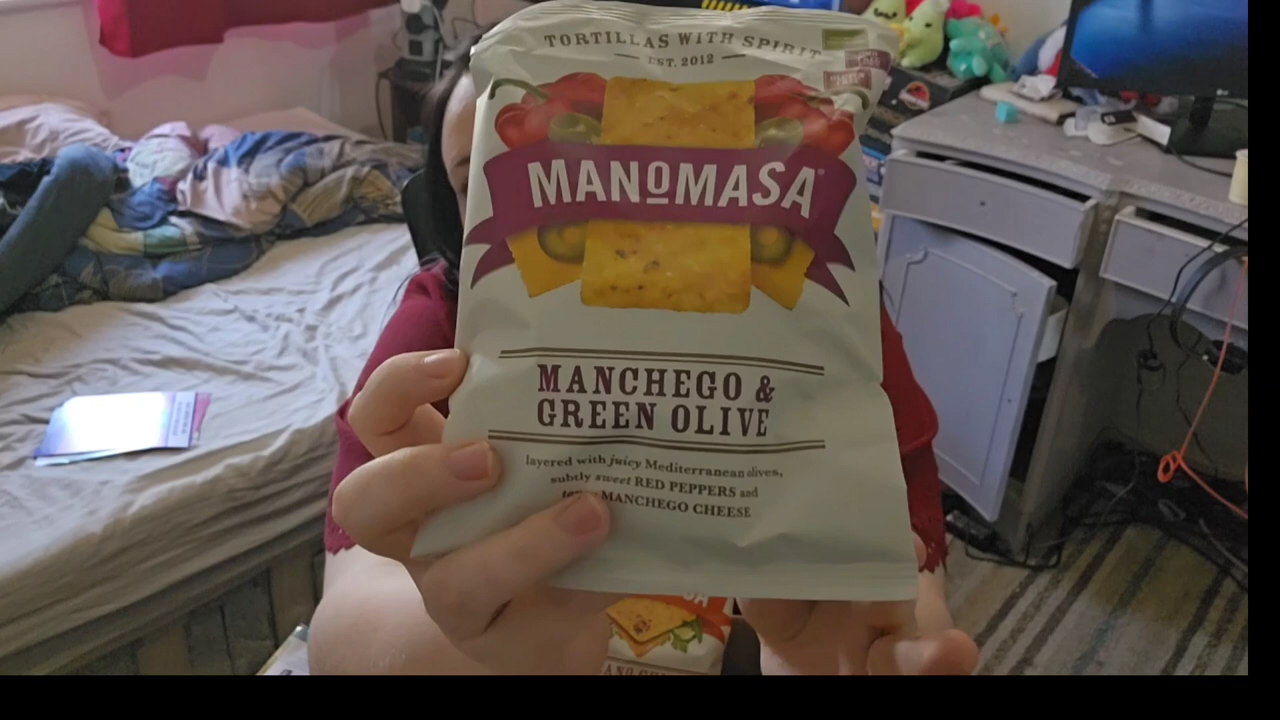 TORTILLAS WITH SPIRIT
EST. 2012
MANOMASA®
MANCHEGO &
GREEN OLIVE
layered with juicy Mediterranean olives,
subtly sweet RED PEPPERS and
MANCHEGO CHEESE